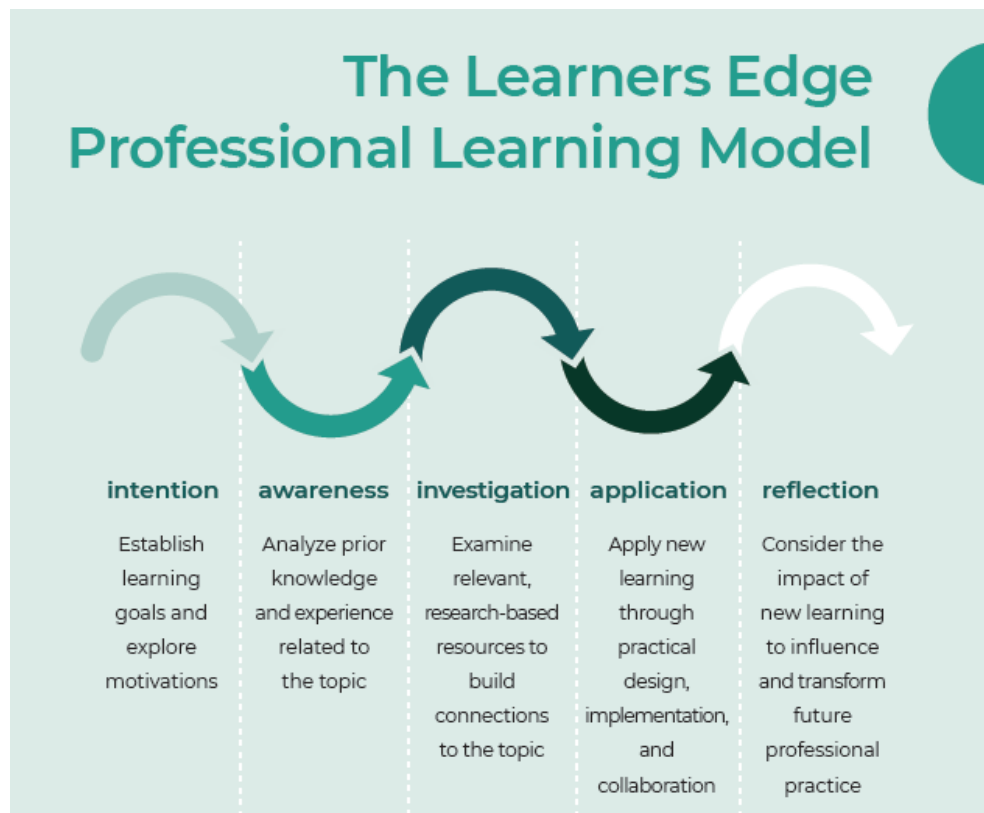 The Learners Edge
Professional Learning Model
intention
Establish
learning
goals and
explore
motivations
awareness
Analyze prior
knowledge
and experience
related to
the topic
investigation
Examine
relevant,
research-based
resources to
build
connections
to the topic
application
Apply new
learning
through
practical
design,
implementation,
and
collaboration
reflection
Consider the
impact of
new learning
to influence
and transform
future
professional
practice